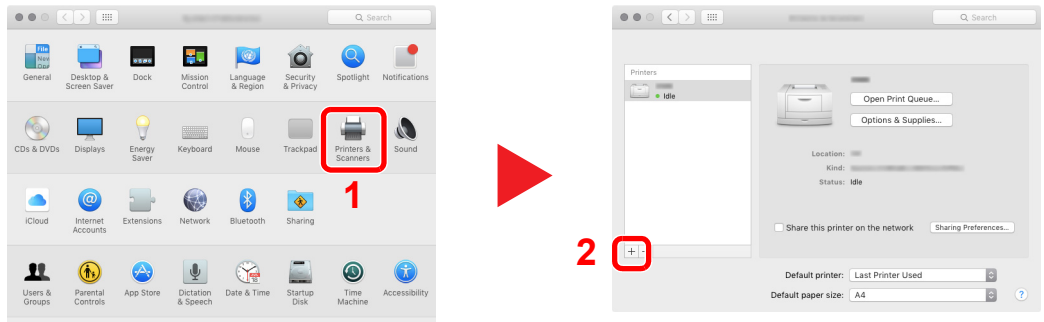 Search
General
Desktop &
Screen Saver
Dock
Mission
Control
Language
& Region
Security
& Privacy
Spotlight
Notifications
CDs & DVDs
Displays
Energy
Saver
Keyboard
Mouse
Trackpad
Printers &
Scanners
Sound
1
iCloud
Internet
Accounts
Extensions
Network
Bluetooth
Sharing
Users &
Groups
Parental
Controls
App Store
Dictation
& Speech
Date & Time
Startup
Disk
Time
Machine
Accessibility
Search
Printers
Idle
Open Print Queue...
Options & Supplies...
Location:
Kind:
Status: Idle
Share this printer on the network
Sharing Preferences...
2
+ -
Default printer: Last Printer Used
Default paper size: A4
?